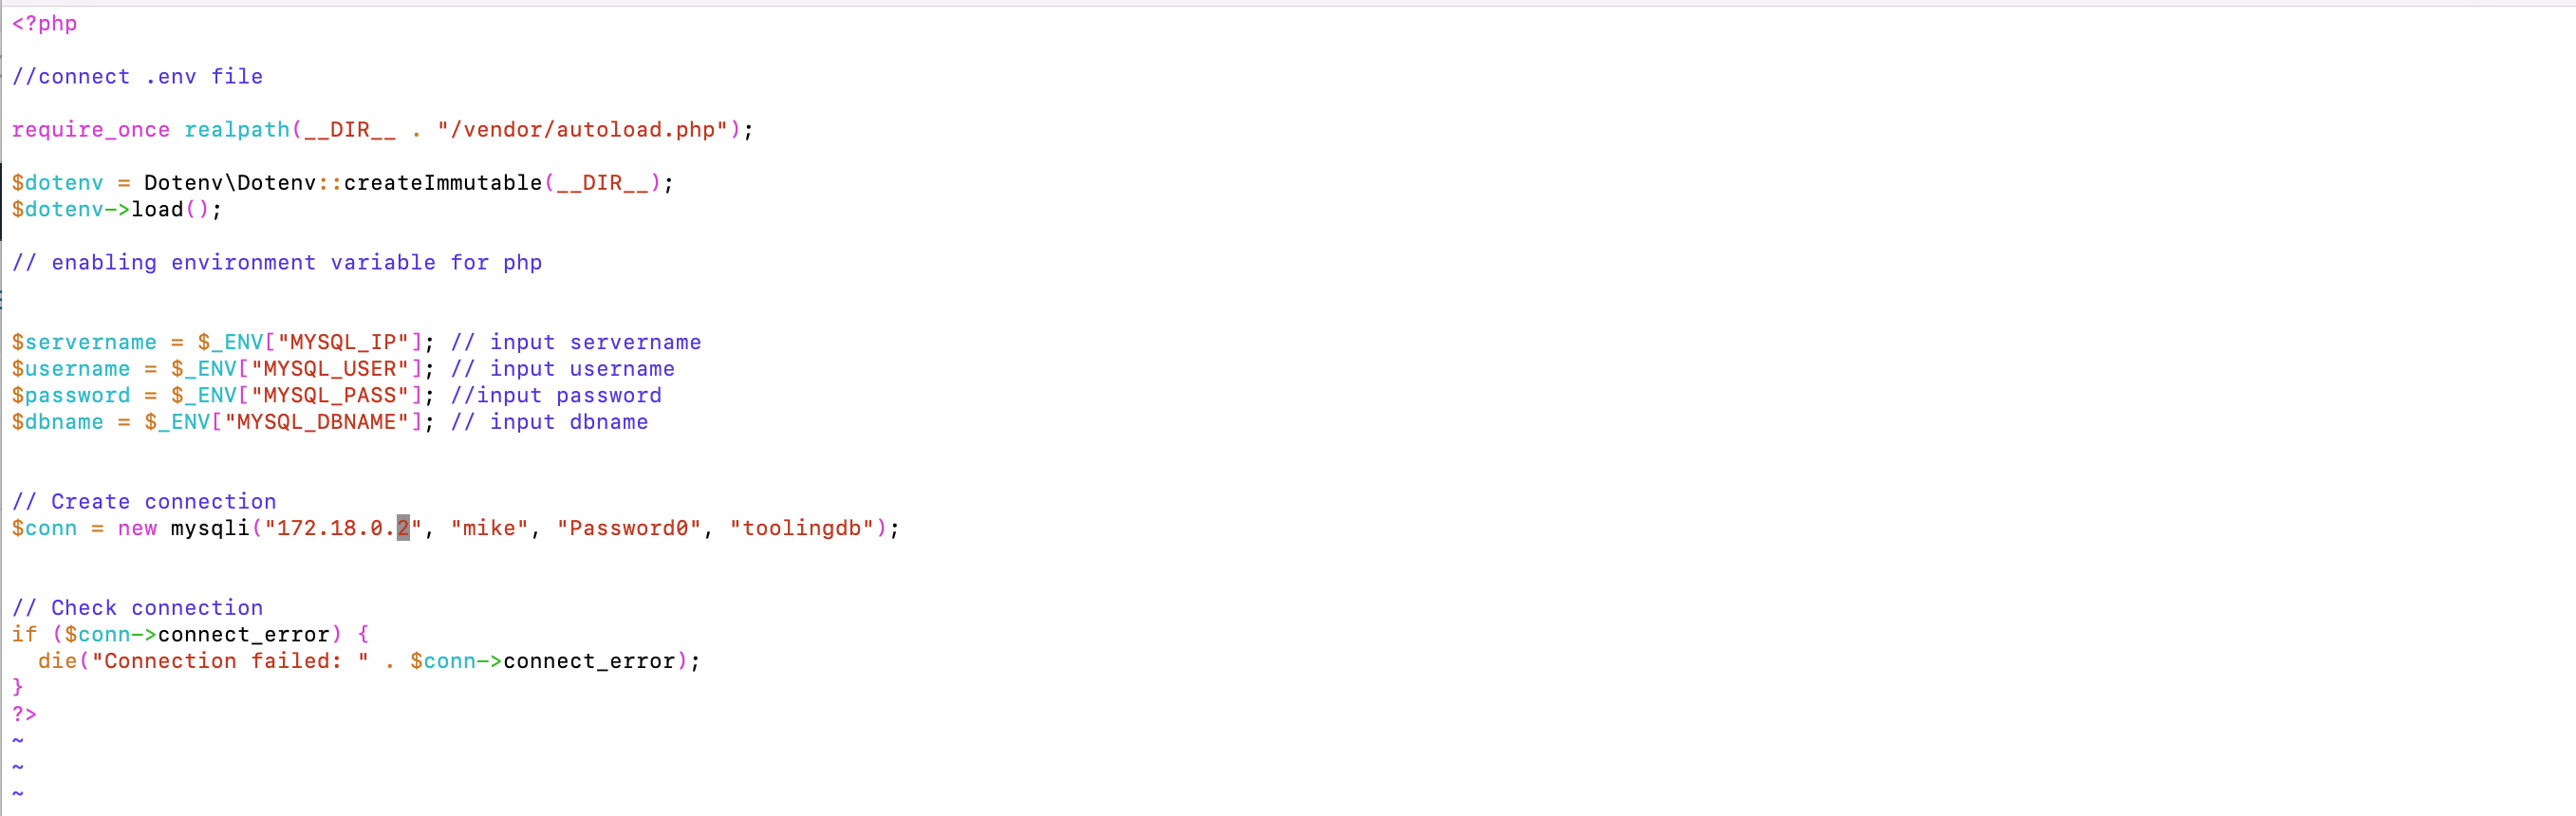 <?php
//connect .env file
require_once realpath(__DIR__ . "/vendor/autoload.php");
$dotenv = Dotenv\Dotenv::createImmutable(__DIR__);
$dotenv->load();
// enabling environment variable for php
$servername = $_ENV["MYSQL_IP"]; // input servername
$username = $_ENV["MYSQL_USER"]; // input username
$password = $_ENV["MYSQL_PASS"]; //input password
$dbname = $_ENV["MYSQL_DBNAME"]; // input dbname
// Create connection
$conn = new mysqli("172.18.0.2", "mike", "Password0", "toolingdb");
// Check connection
if ($conn->connect_error) {
  die("Connection failed: " . $conn->connect_error);
}
?>
~
~
~